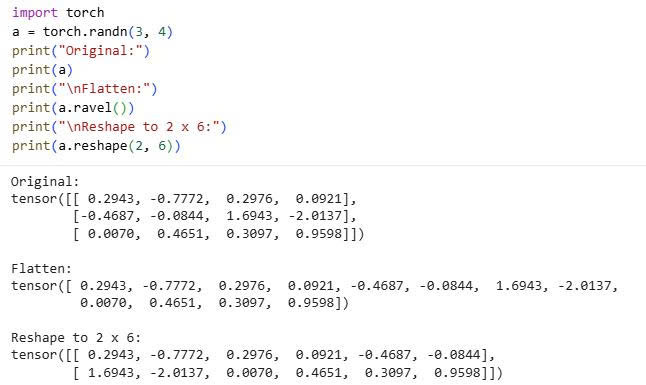 import torch
a = torch.randn(3, 4)
print("Original:")
print(a)
print("\nFlatten:")
print(a.ravel())
print("\nReshape to 2 x 6:")
print(a.reshape(2, 6))
Original:
tensor([[ 0.2943, -0.7772,  0.2976,  0.0921],
        [-0.4687, -0.0844,  1.6943, -2.0137],
        [ 0.0070,  0.4651,  0.3097,  0.9598]])
Flatten:
tensor([ 0.2943, -0.7772,  0.2976,  0.0921, -0.4687, -0.0844,  1.6943, -2.0137,
         0.0070,  0.4651,  0.3097,  0.9598])
Reshape to 2 x 6:
tensor([[ 0.2943, -0.7772,  0.2976,  0.0921, -0.4687, -0.0844],
        [ 1.6943, -2.0137,  0.0070,  0.4651,  0.3097,  0.9598]])